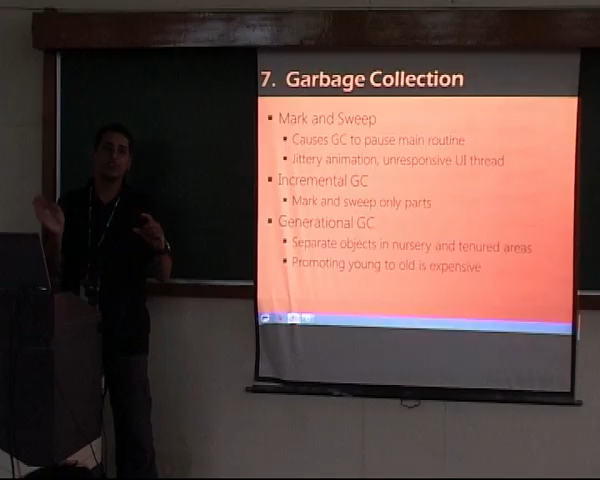 7. Garbage Collection
Mark and Sweep
Causes GC to pause main routine
Jittery animation, unresponsive UI thread
Incremental GC
Mark and sweep only parts
Generational GC
Separate objects in nursery and tenured areas
Promoting young to old is expensive